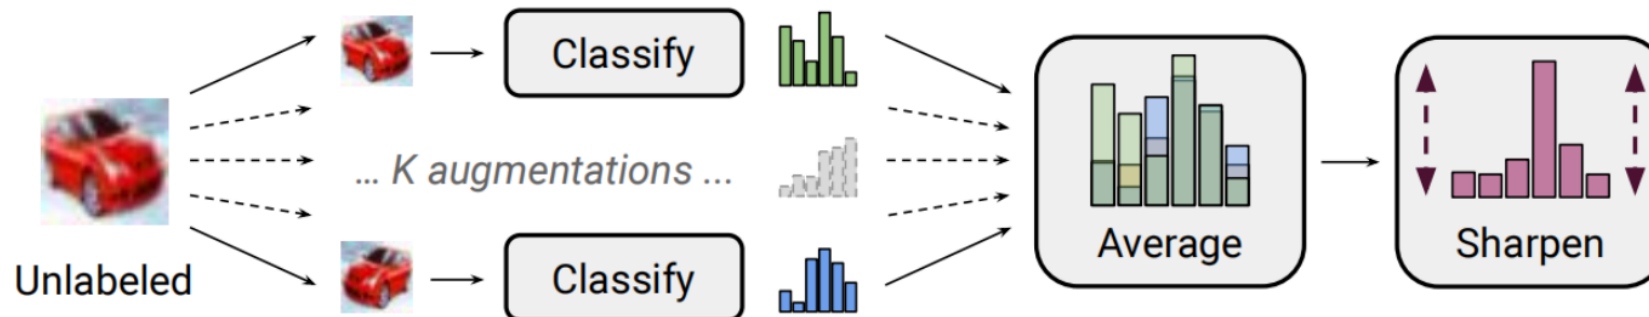 Classify
... K augmentations ...
Unlabeled
Classify
Average
Sharpen